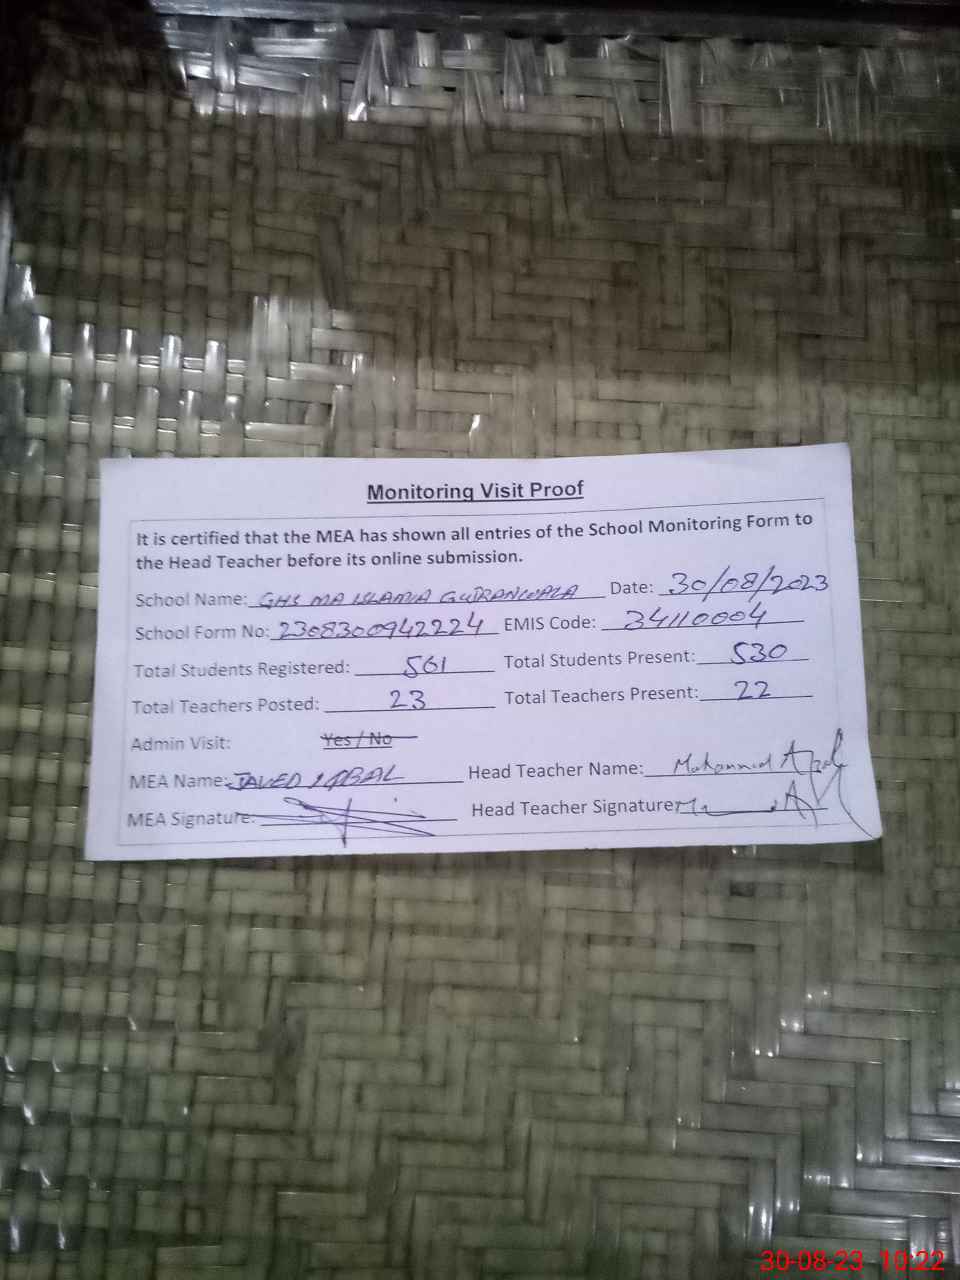 Monitoring Visit Proof
It is certified that the MEA has shown all entries of the School Monitoring Form to
the Head Teacher before its online submission.
School Name: GHS MA ISLAMIA GUJRANWALA Date: 30/08/2023
School Form No: 2308300942224 EMIS Code: 34110004
Total Students Registered: 561 Total Students Present: 530
Total Teachers Posted: 23 Total Teachers Present: 22
Admin Visit: Yes / No
MEA Name: JAVED IQBAL Head Teacher Name: Mohammad Afzal
MEA Signature: Head Teacher Signature:
30-08-23 10:22